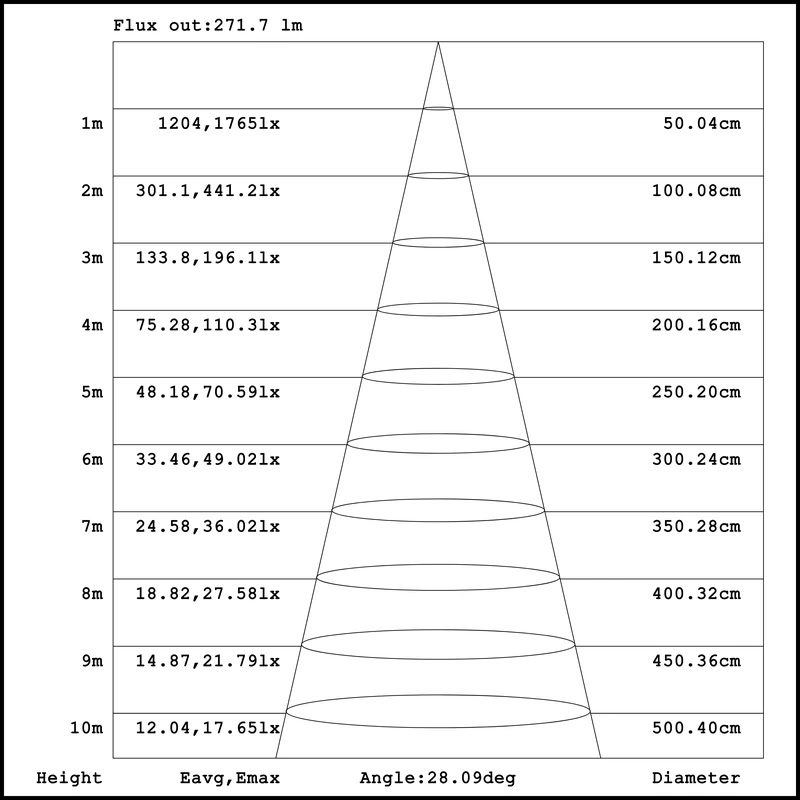 Flux out:271.7 lm
1m 1204,1765lx 50.04cm
2m 301.1,441.2lx 100.08cm
3m 133.8,196.1lx 150.12cm
4m 75.28,110.3lx 200.16cm
5m 48.18,70.59lx 250.20cm
6m 33.46,49.02lx 300.24cm
7m 24.58,36.02lx 350.28cm
8m 18.82,27.58lx 400.32cm
9m 14.87,21.79lx 450.36cm
10m 12.04,17.65lx 500.40cm
Height Eavg,Emax Angle:28.09deg Diameter